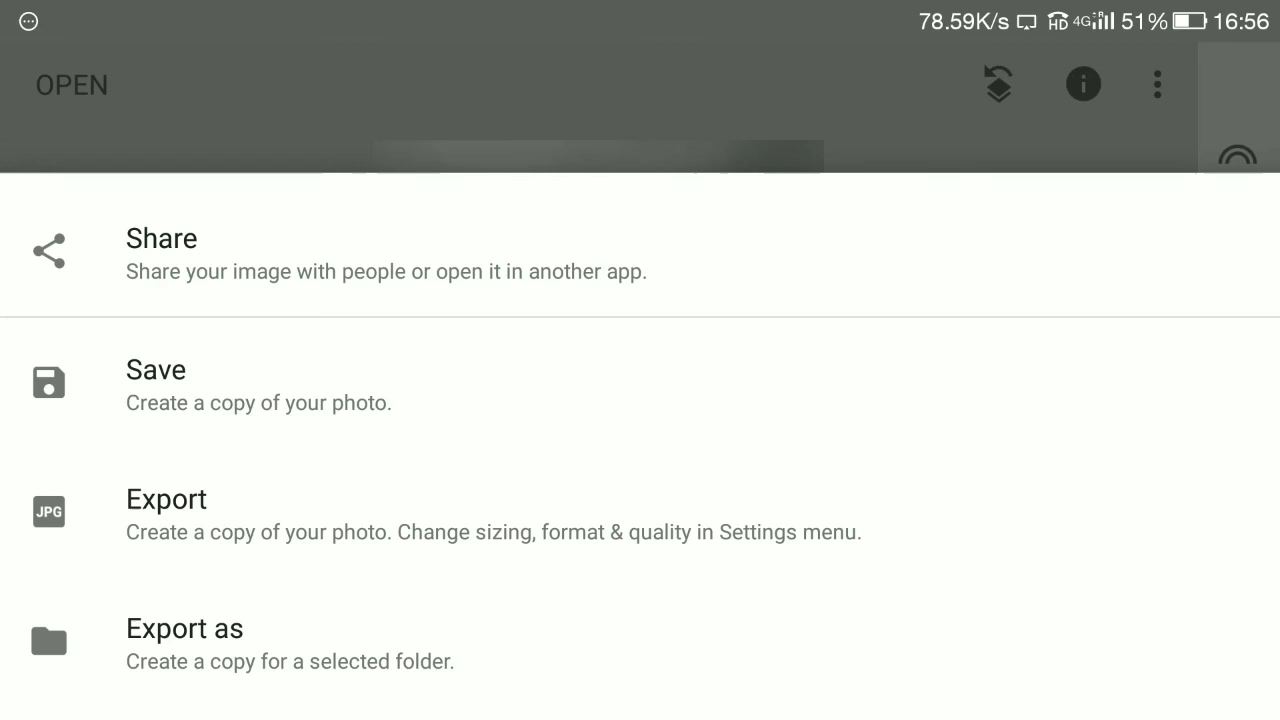 78.59K/s HD 4G 51% 16:56
OPEN
Share
Share your image with people or open it in another app.
Save
Create a copy of your photo.
JPG
Export
Create a copy of your photo. Change sizing, format & quality in Settings menu.
Export as
Create a copy for a selected folder.